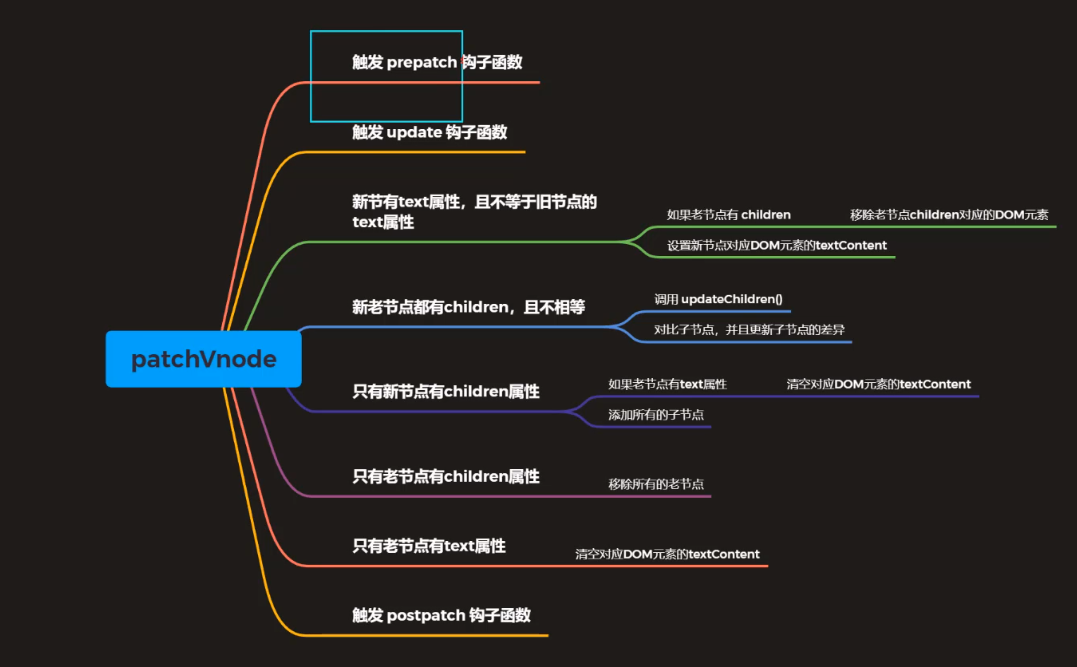 触发 prepatch 钩子函数
触发 update 钩子函数
新节有text属性，且不等于旧节点的
text属性
如果老节点有 children
移除老节点children对应的DOM元素
设置新节点对应DOM元素的textContent
新老节点都有children，且不相等
调用 updateChildren()
对比子节点，并且更新子节点的差异
patchVnode
只有新节点有children属性
如果老节点有text属性
清空对应DOM元素的textContent
添加所有的子节点
只有老节点有children属性
移除所有的老节点
只有老节点有text属性
清空对应DOM元素的textContent
触发 postpatch 钩子函数